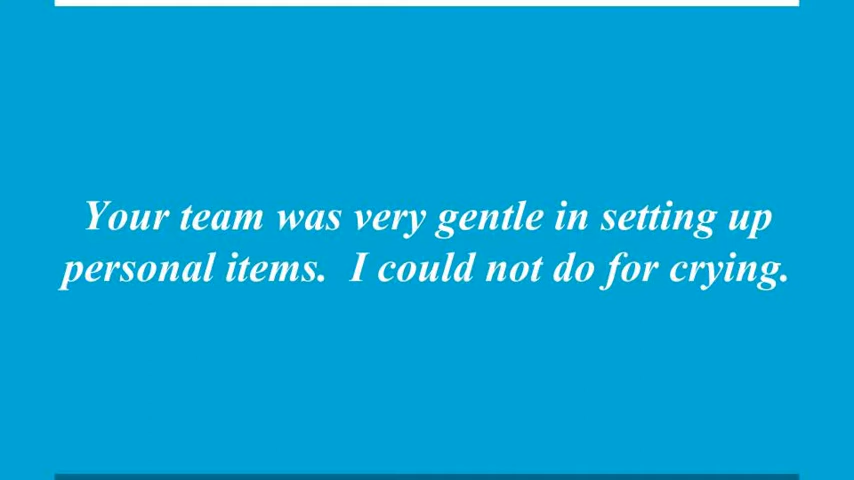 Your team was very gentle in setting up
personal items.  I could not do for crying.